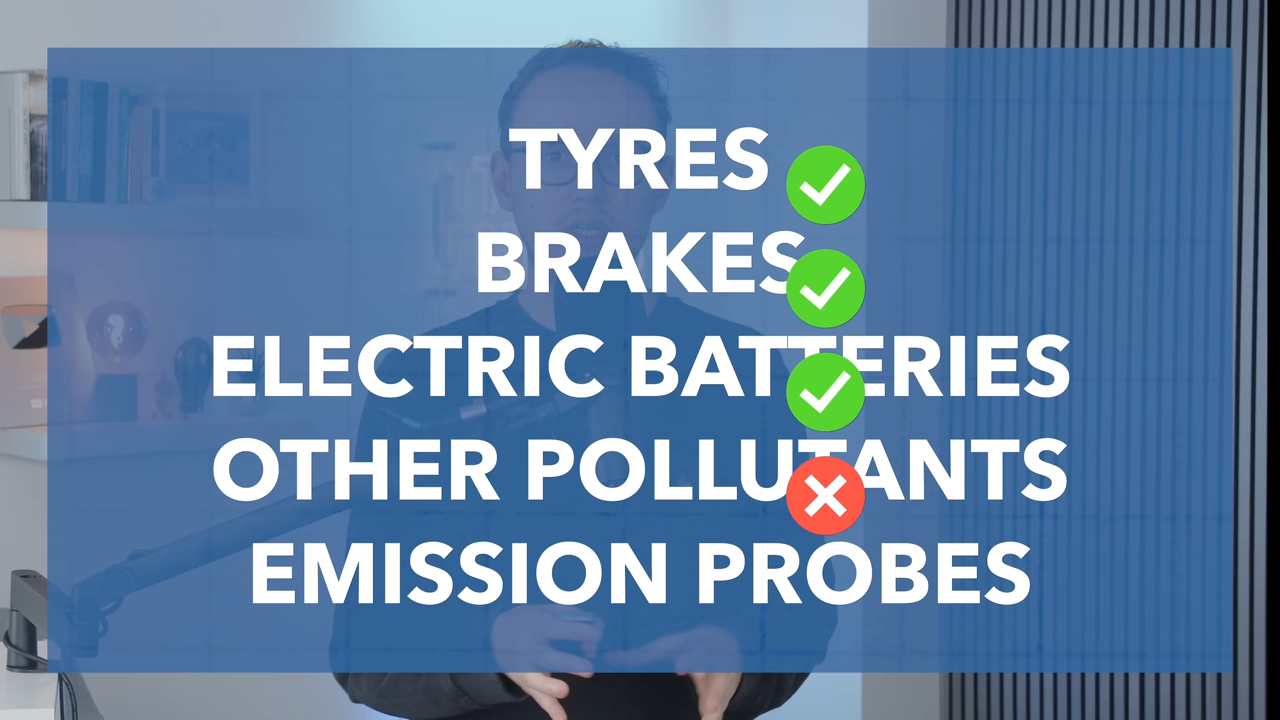 TYRES
BRAKES
ELECTRIC BATTERIES
OTHER POLLUTANTS
EMISSION PROBES